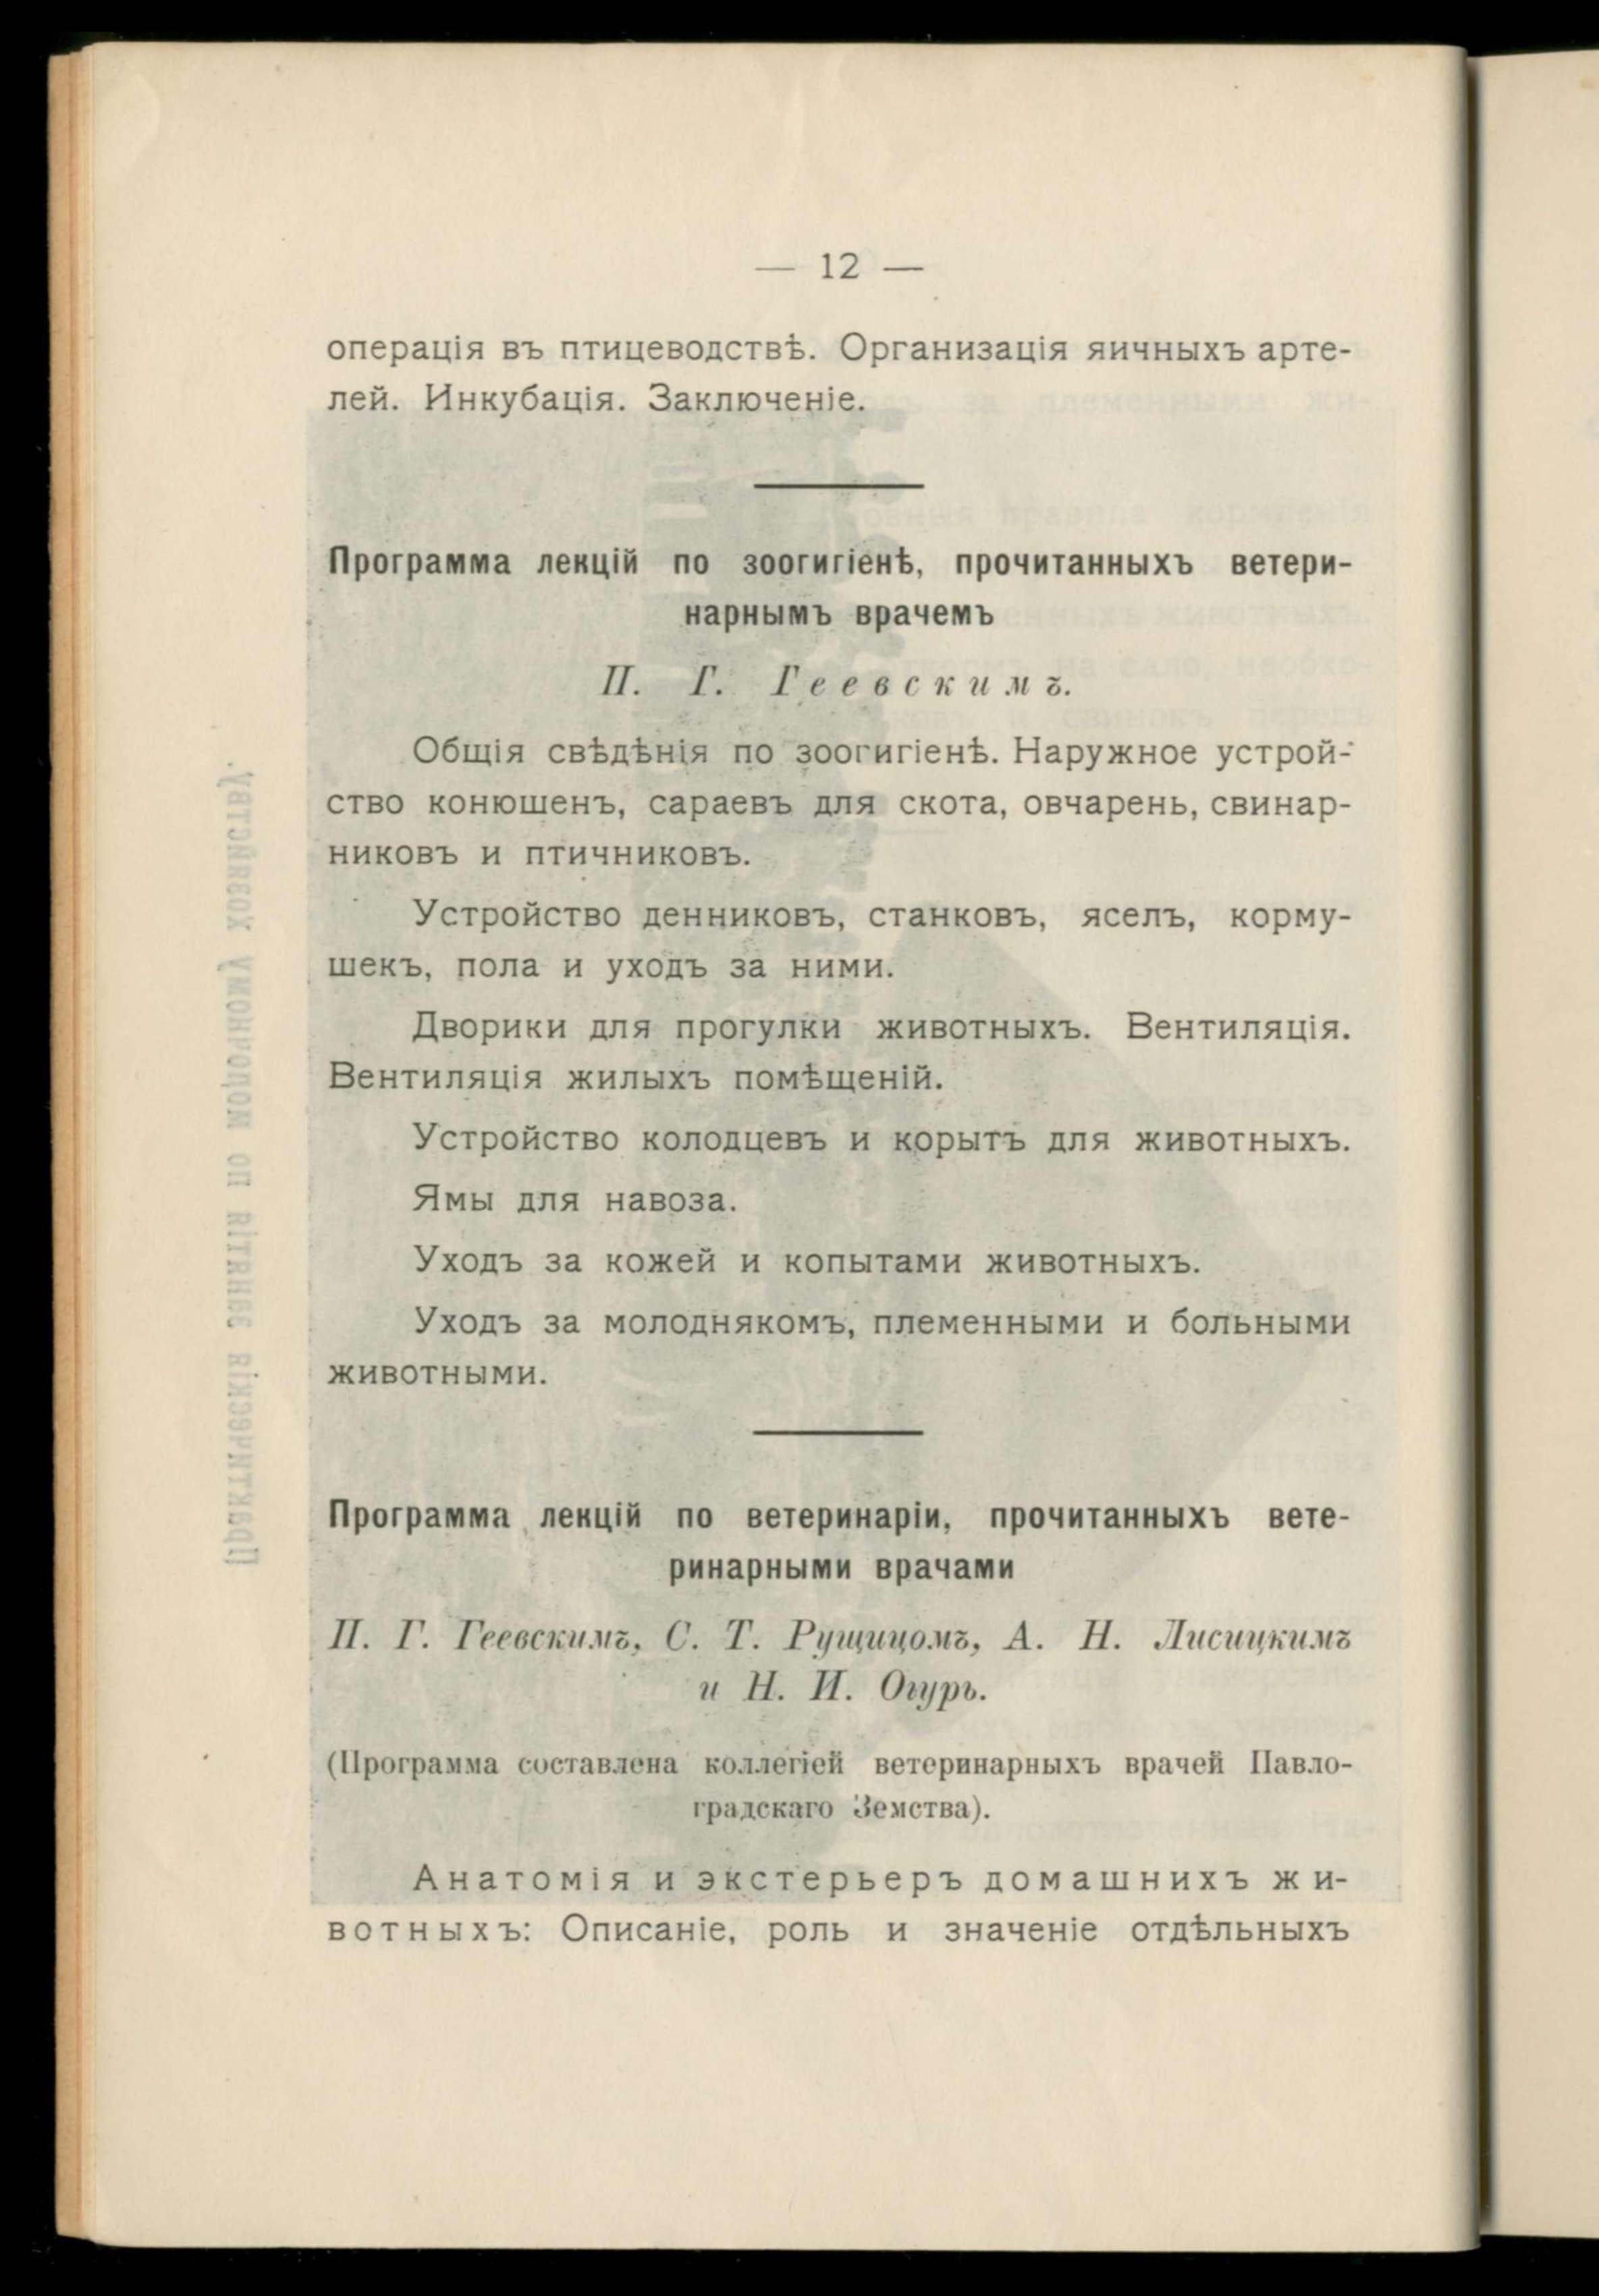 — 12 —
операція въ птицеводствѣ. Организація яичныхъ арте-
лей. Инкубація. Заключеніе.
Программа лекцій по зоогигіенѣ, прочитанныхъ ветери-
нарнымъ врачемъ
П. Г. Геевскимъ.
Общія свѣдѣнія по зоогигіенѣ. Наружное устрой-
ство конюшенъ, сараевъ для скота, овчарень, свинар-
никовъ и птичниковъ.
Устройство денниковъ, станковъ, яселъ, корму-
шекъ, пола и уходъ за ними.
Дворики для прогулки животныхъ. Вентиляція.
Вентиляція жилыхъ помѣщеній.
Устройство колодцевъ и корытъ для животныхъ.
Ямы для навоза.
Уходъ за кожей и копытами животныхъ.
Уходъ за молоднякомъ, племенными и больными
животными.
Программа лекцій по ветеринаріи, прочитанныхъ вете-
ринарными врачами
П. Г. Геевскимъ, С. Т. Рущицомъ, А. Н. Лисицкимъ
и Н. И. Огурь.
(Программа составлена коллегіей ветеринарныхъ врачей Павло-
градскаго Земства).
Анатомія и экстерьеръ домашнихъ жи-
вотныхъ: Описаніе, роль и значеніе отдѣльныхъ